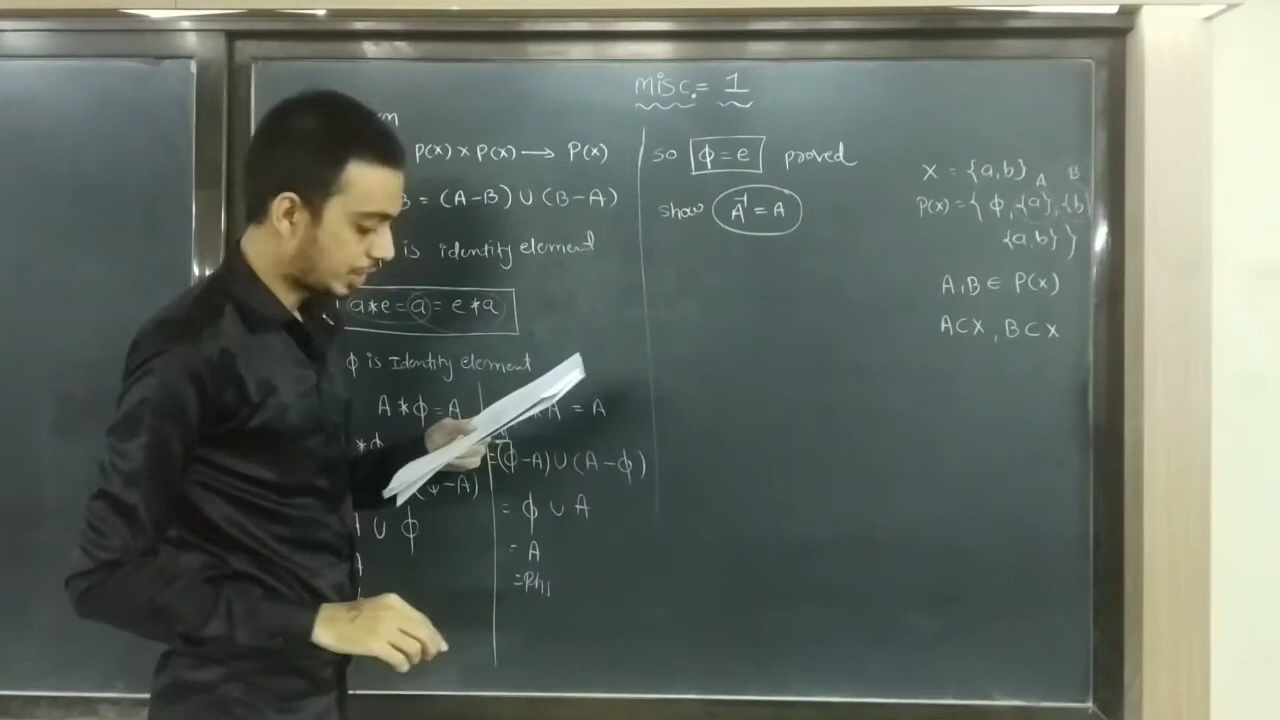 misc. = 1
P(x) x P(x) → P(x)
B = (A-B) ∪ (B-A)
is identity element
a*e = a = e*a
ϕ is Identity element
A * ϕ = A
A = A
= (ϕ-A) ∪ (A-ϕ)
-A)
∪ ϕ
= ϕ ∪ A
= A
= Rhs
so ϕ = e proved
show A⁻¹ = A
X = {a,b} A B
P(x) = { ϕ, {a}, {b}
{a,b} }
A, B ∈ P(x)
A⊂X, B⊂X